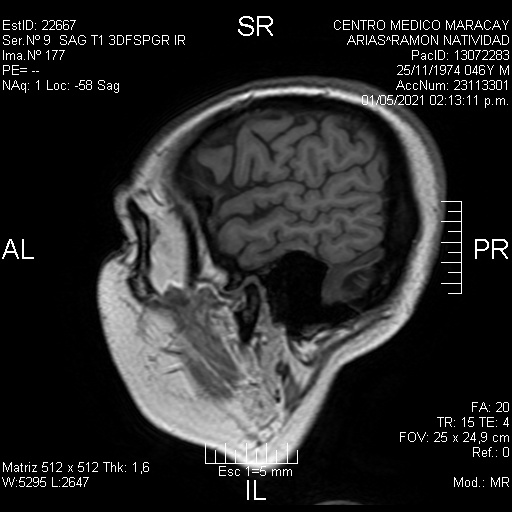 EstID: 22667
Ser.Nº 9 SAG T1 3DFSPGR IR
Ima.Nº 177
PE= --
NAq: 1 Loc: -58 Sag
SR
CENTRO MEDICO MARACAY
ARIAS^RAMON NATIVIDAD
PacID: 13072283
25/11/1974 046Y M
AccNum: 23113301
01/05/2021 02:13:11 p.m.
AL
PR
FA: 20
TR: 15 TE: 4
FOV: 25 x 24,9 cm
Ref.: 0
Mod.: MR
Matriz 512 x 512 Thk: 1,6
W:5295 L:2647
Esc 1=5 mm
IL